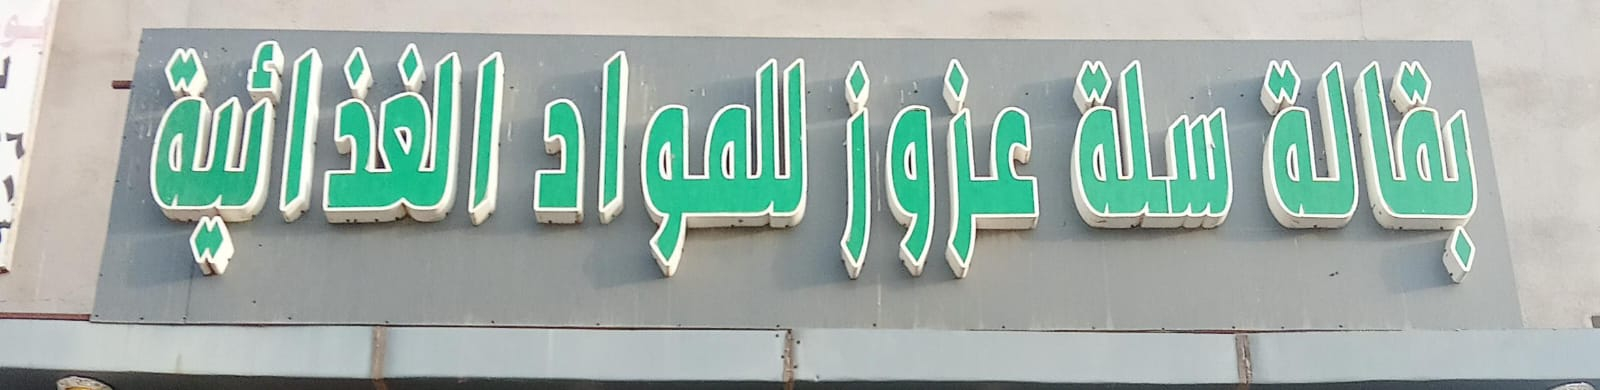 بقالة سلة عزوز للمواد الغذائية